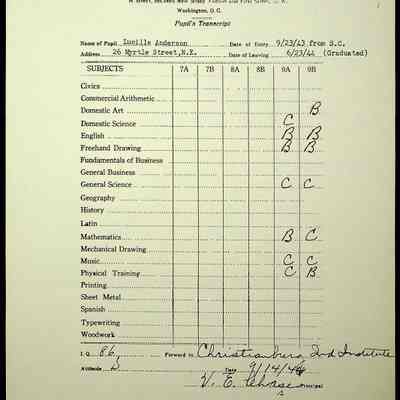 Washington, D. C.
Pupil's Transcript
Name of Pupil Lucille Anderson Date of Entry 9/23/43 from S.C.
Address 26 Myrtle Street, N.E. Date of Leaving 6/23/44 (Graduated)
SUBJECTS 7A 7B 8A 8B 9A 9B
Civics
Commercial Arithmetic
Domestic Art B
Domestic Science C
English B B
Freehand Drawing B B
Fundamentals of Business
General Business
General Science C C
Geography
History
Latin
Mathematics B C
Mechanical Drawing
Music C C
Physical Training C B
Printing
Sheet Metal
Spanish
Typewriting
Woodwork
I.Q. 86 Forward to Christiansburg Ind Institute
Attitude Date 9/14/44
V. E. Chase Principal